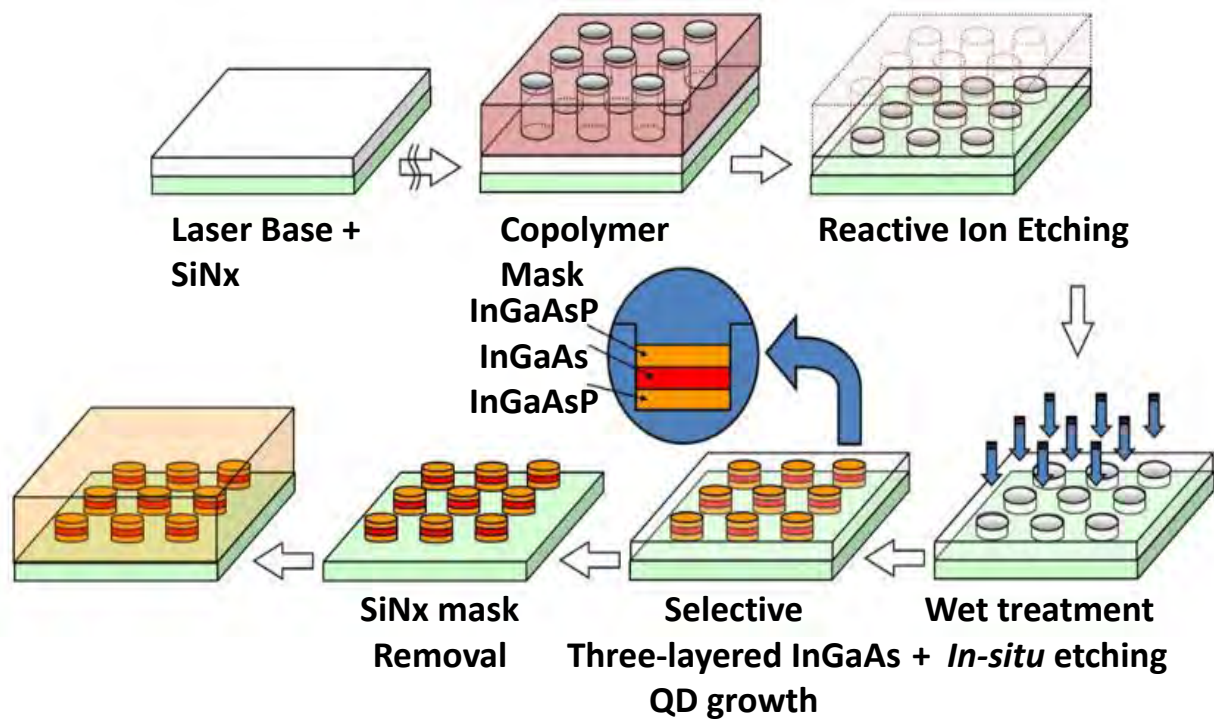 Laser Base +
SiNx
Copolymer
Mask
Reactive Ion Etching
InGaAsP
InGaAs
InGaAsP
SiNx mask
Removal
Selective
Three-layered InGaAs
QD growth
Wet treatment
+ In-situ etching